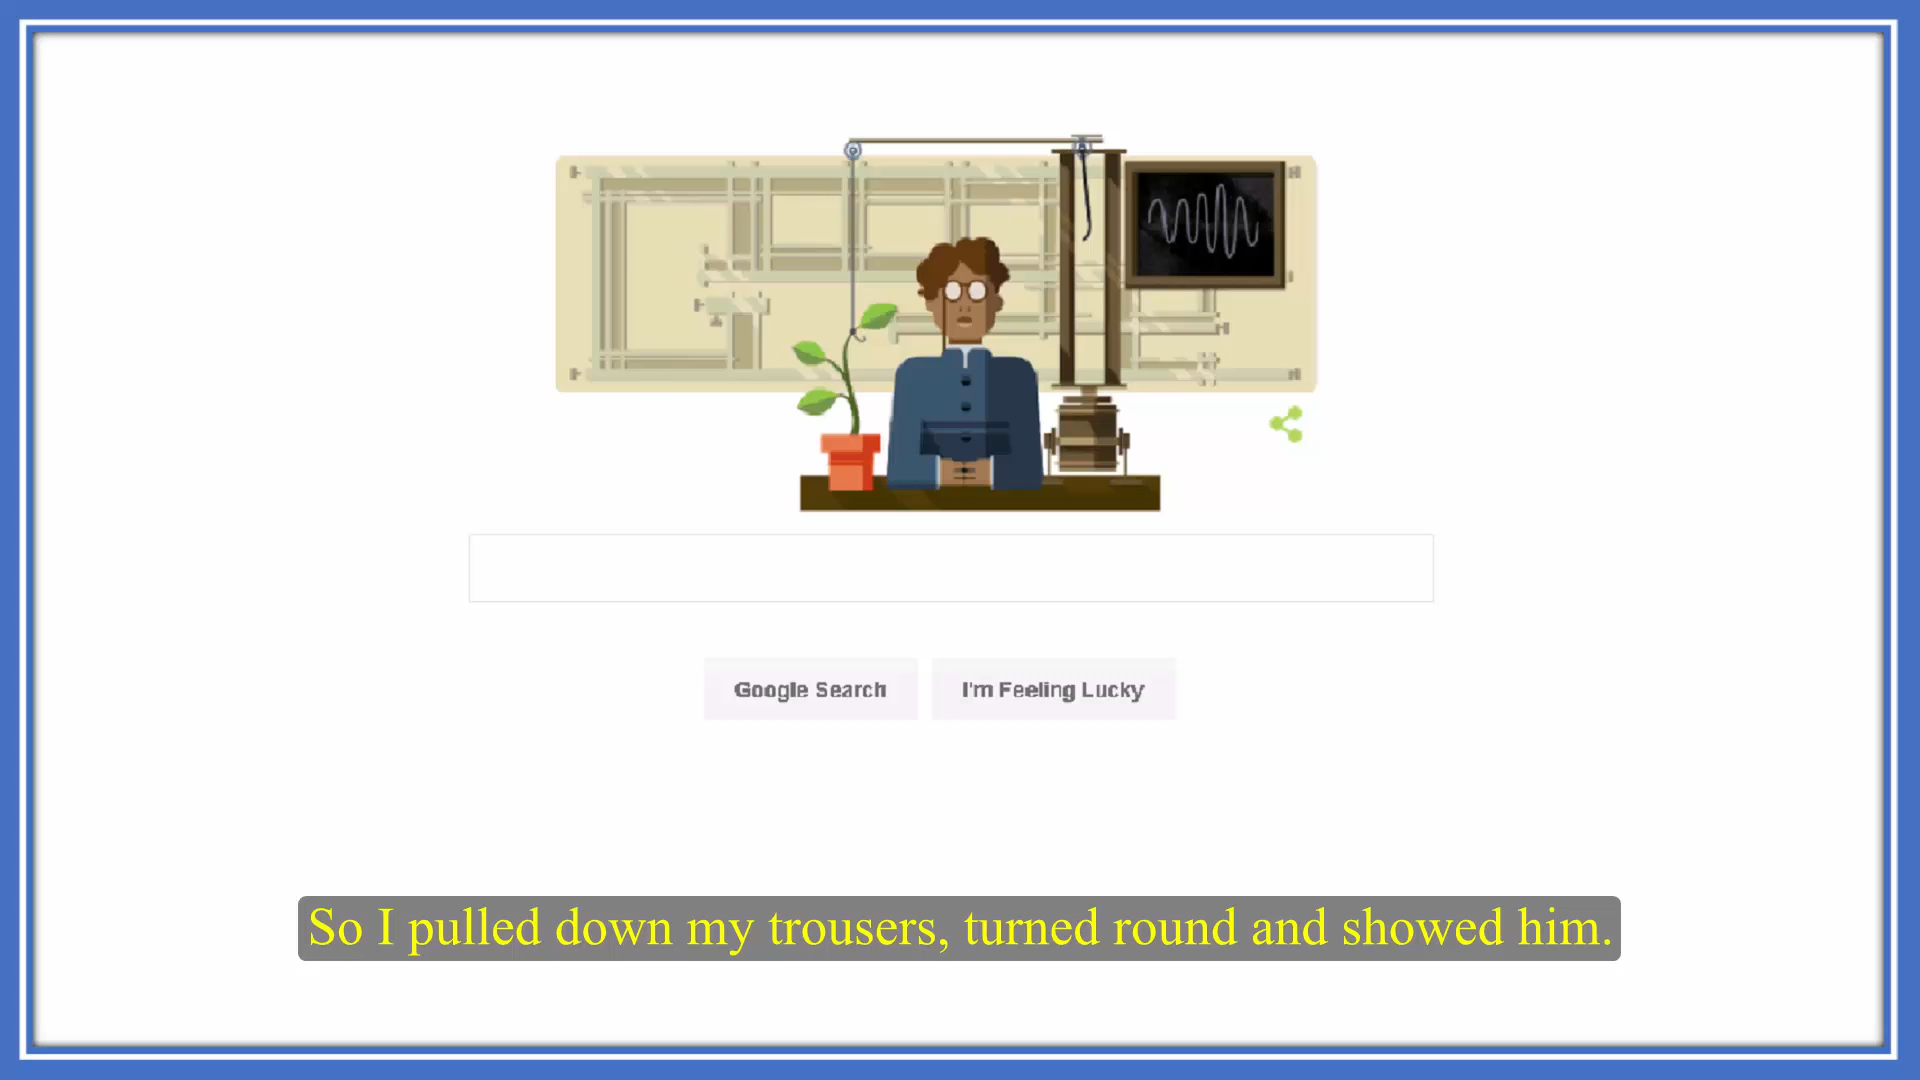 Google Search
I'm Feeling Lucky
So I pulled down my trousers, turned round and showed him.